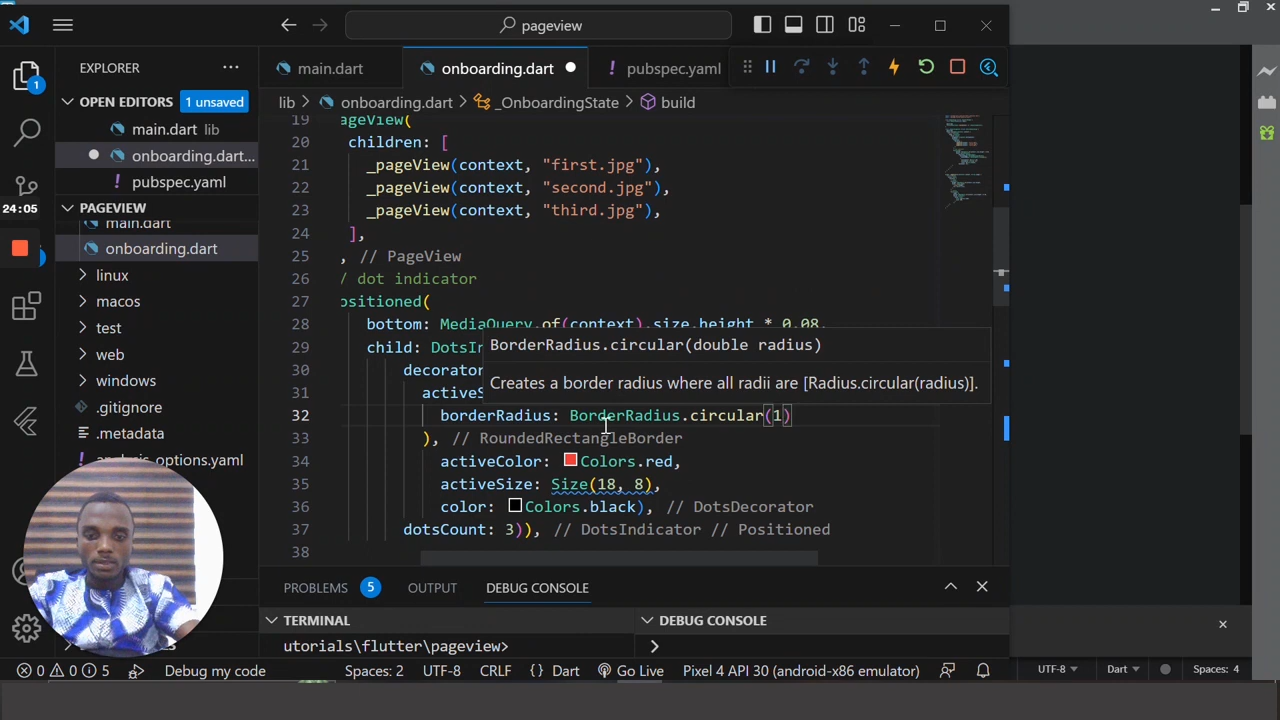 pageview
EXPLORER
main.dart
onboarding.dart
pubspec.yaml
OPEN EDITORS
1 unsaved
lib
onboarding.dart
_OnboardingState
build
main.dart lib
onboarding.dart...
pubspec.yaml
24:05
PAGEVIEW
main.dart
onboarding.dart
linux
macos
test
web
windows
.gitignore
.metadata
analysis_options.yaml
19 ageView(
20 children: [
21 _pageView(context, "first.jpg"),
22 _pageView(context, "second.jpg"),
23 _pageView(context, "third.jpg"),
24 ],
25 , // PageView
26 / dot indicator
27 ositioned(
28 bottom: MediaQuery.of(context).size.height * 0.08,
29 child: DotsIn
BorderRadius.circular(double radius)
30 decorator
Creates a border radius where all radii are [Radius.circular(radius)].
31 actives
32 borderRadius: BorderRadius.circular(1)
33 ), // RoundedRectangleBorder
34 activeColor: Colors.red,
35 activeSize: Size(18, 8),
36 color: Colors.black), // DotsDecorator
37 dotsCount: 3)), // DotsIndicator // Positioned
38
PROBLEMS 5 OUTPUT DEBUG CONSOLE
TERMINAL
DEBUG CONSOLE
utorials\flutter\pageview>
0 0 5 Debug my code Spaces: 2 UTF-8 CRLF {} Dart Go Live Pixel 4 API 30 (android-x86 emulator)
UTF-8 Dart Spaces: 4